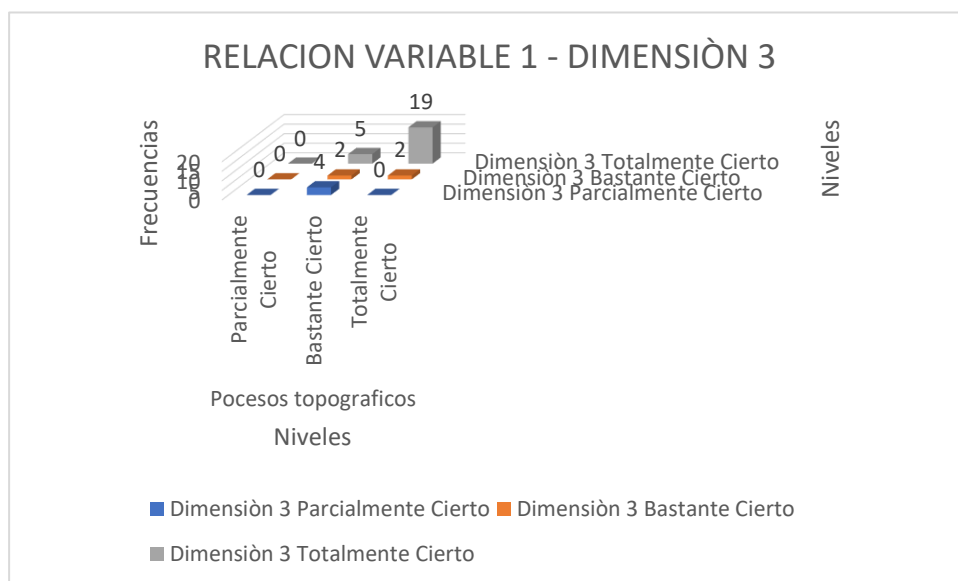 RELACION VARIABLE 1 - DIMENSIÒN 3
Frecuencias
20
15
10
5
0
0 0 19
0 2 5
0 4 2
0
Dimensiòn 3 Totalmente Cierto
Dimensiòn 3 Bastante Cierto
Dimensiòn 3 Parcialmente Cierto
Niveles
Parcialmente
Cierto
Bastante Cierto
Totalmente
Cierto
Pocesos topograficos
Niveles
Dimensiòn 3 Parcialmente Cierto Dimensiòn 3 Bastante Cierto
Dimensiòn 3 Totalmente Cierto